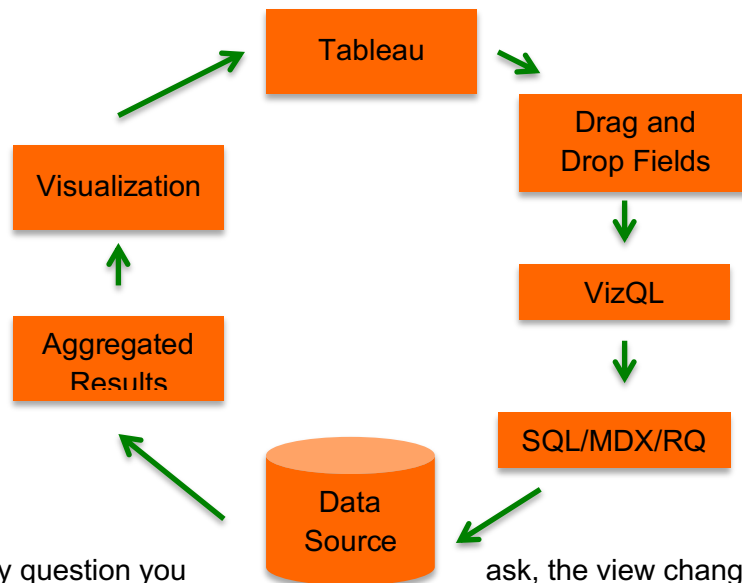 Tableau
Drag and
Drop Fields
Visualization
VizQL
Aggregated
Results
SQL/MDX/RQ
Data
Source
question you ask, the view